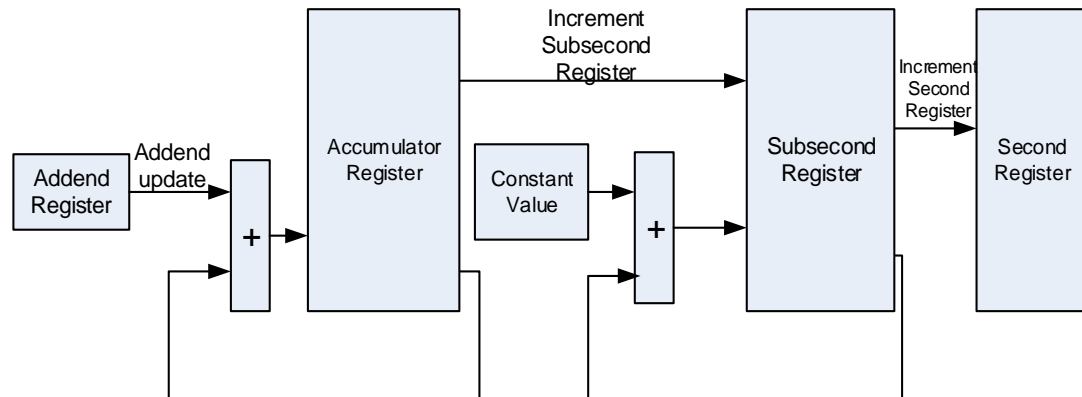 Increment
Subsecond
Register
Increment
Second
Register
Addend
Register
Addend
update
+
Accumulator
Register
Constant
Value
+
Subsecond
Register
Second
Register